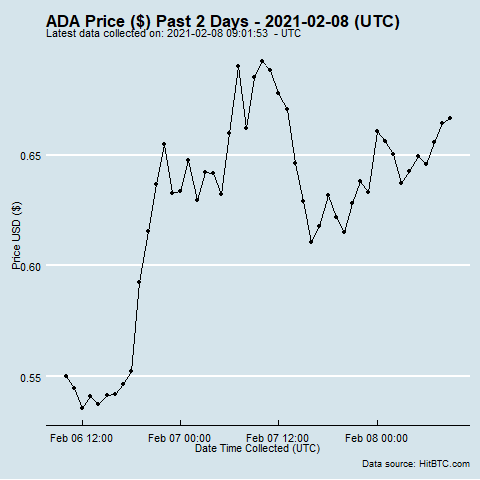 ADA Price ($) Past 2 Days - 2021-02-08 (UTC)
Latest data collected on: 2021-02-08 09:01:53 - UTC
0.65
0.60
0.55
Price USD ($)
Feb 06 12:00 Feb 07 00:00 Feb 07 12:00 Feb 08 00:00
Date Time Collected (UTC)
Data source: HitBTC.com